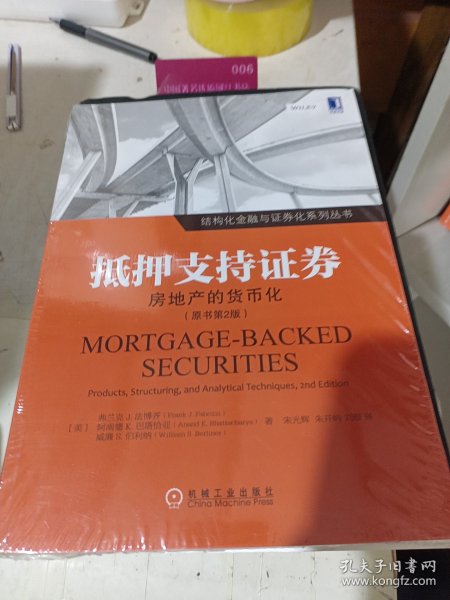 006
WILEY
结构化金融与证券化系列丛书
抵押支持证券
房地产的货币化
（原书第2版）
MORTGAGE-BACKED
SECURITIES
Products, Structuring, and Analytical Techniques, 2nd Edition
弗兰克 J. 法博齐 (Frank J. Fabozzi)
[美] 阿南德 K. 巴塔恰亚 (Anand K. Bhattacharya) 著 宋光辉 朱开屿
威廉 S. 伯利纳 (William S. Berliner)
机械工业出版社
China Machine Press
孔夫子旧书网
www.kongfz.com